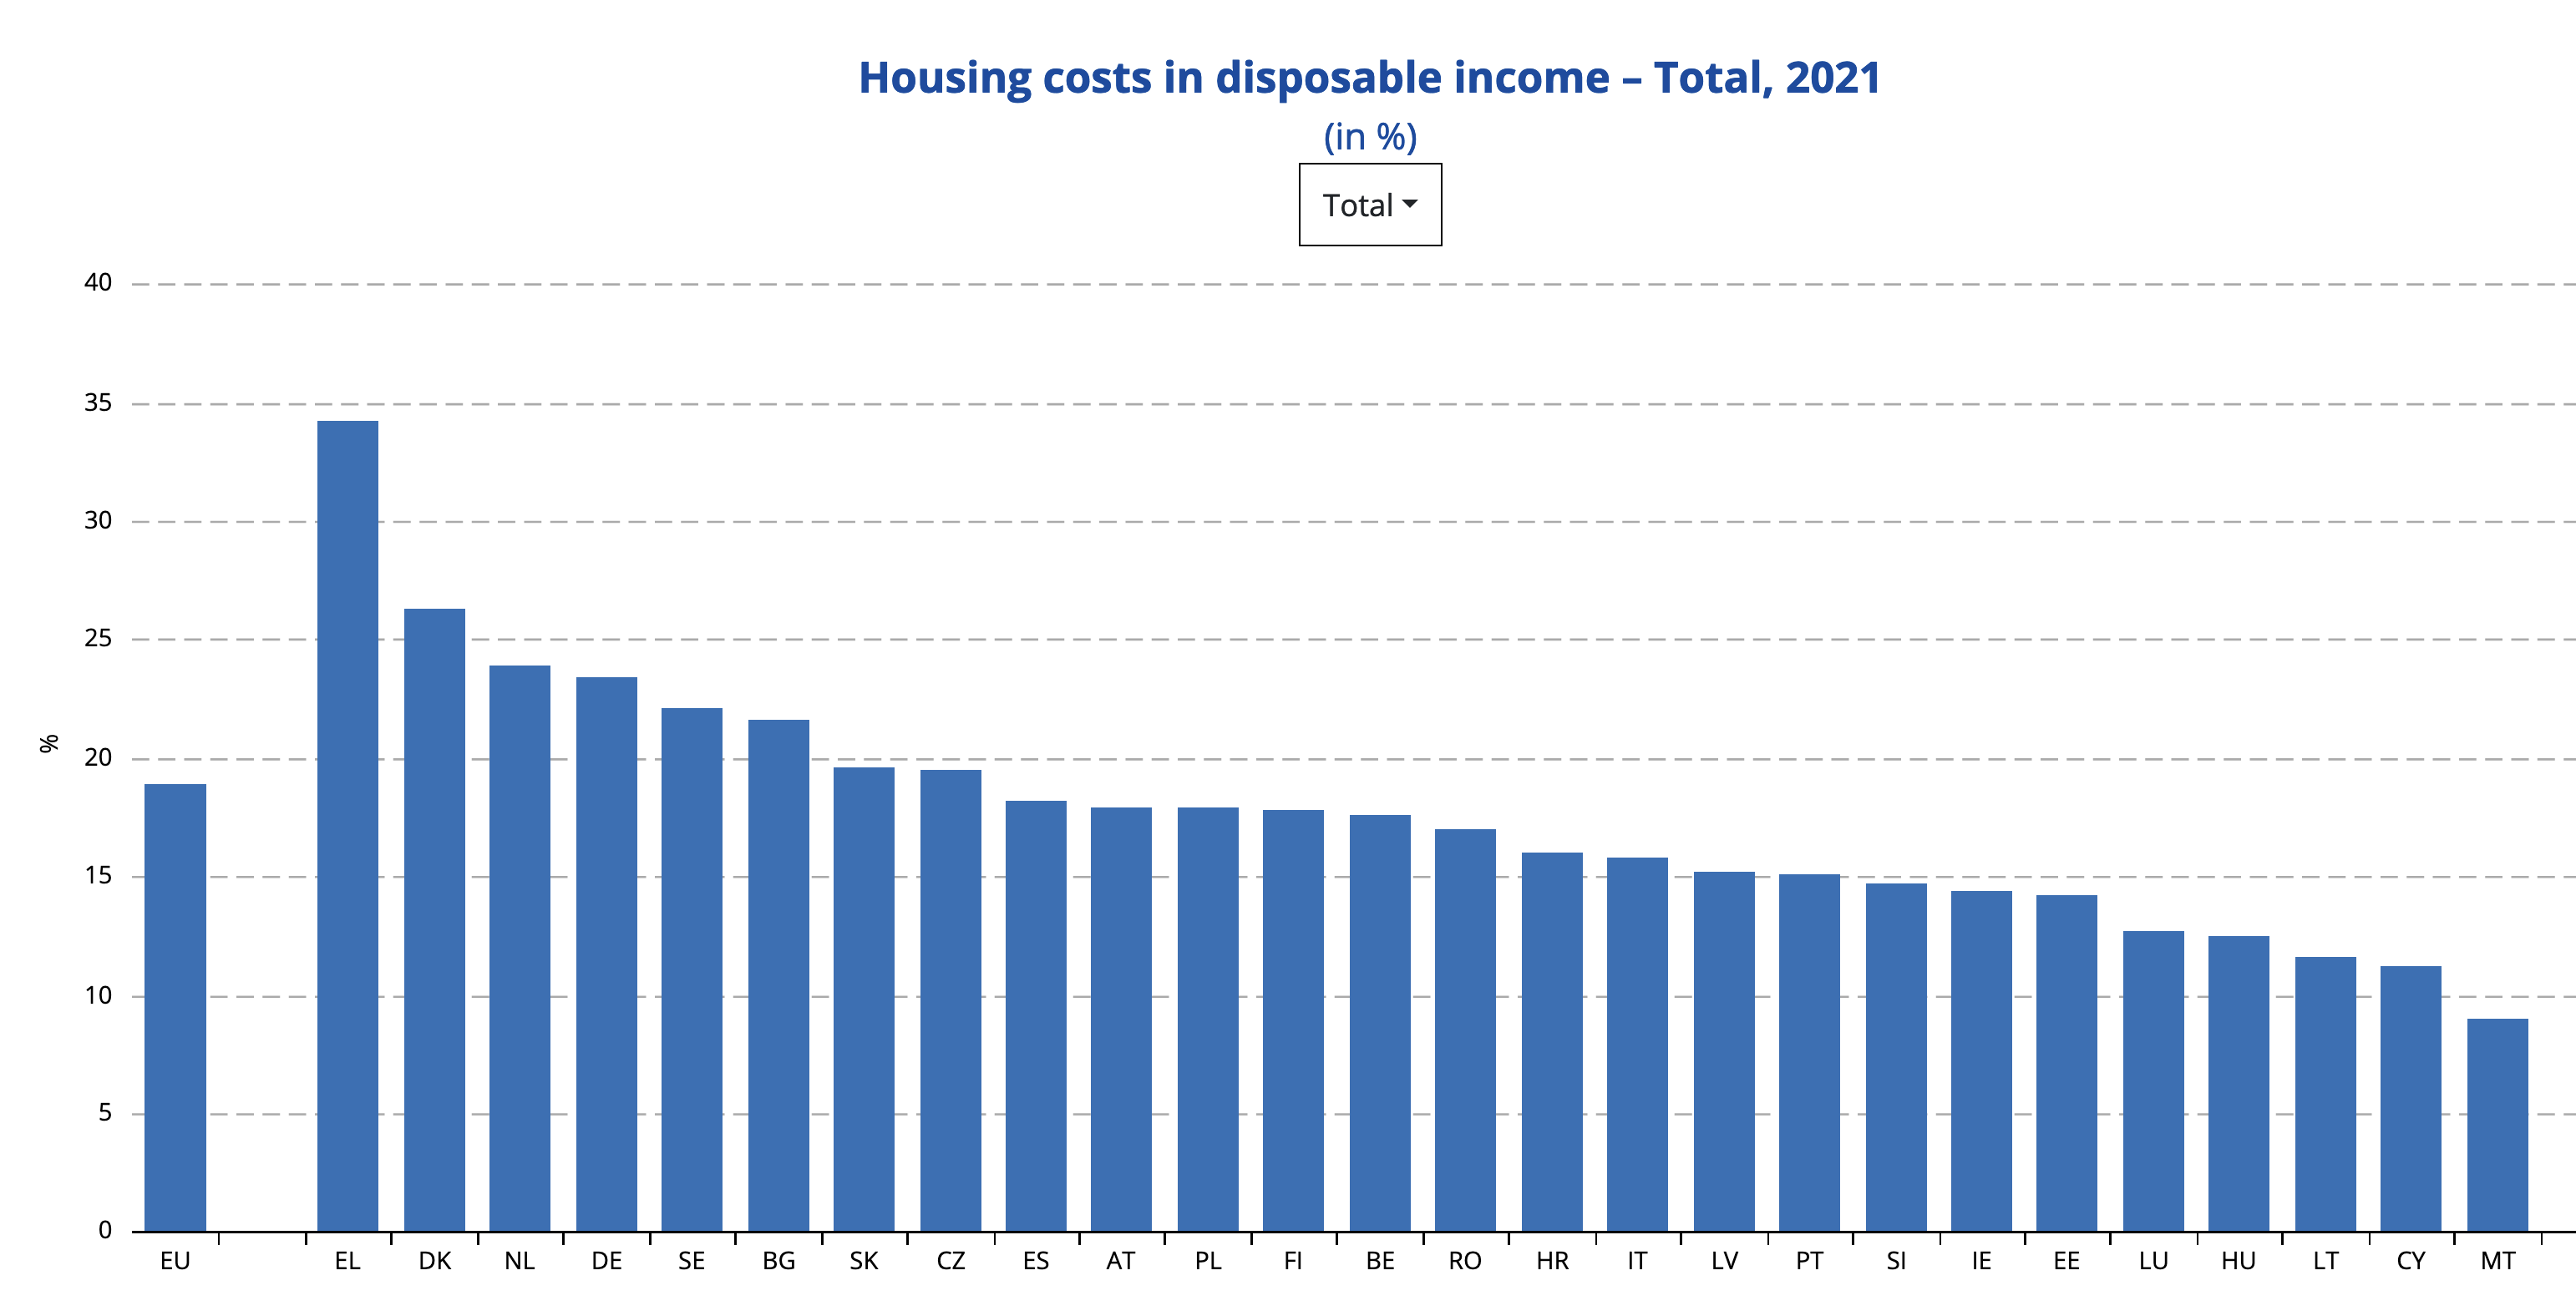 Housing costs in disposable income – Total, 2021
(in %)
Total
40
35
30
25
%
20
15
10
5
0
EU EL DK NL DE SE BG SK CZ ES AT PL FI BE RO HR IT LV PT SI IE EE LU HU LT CY MT